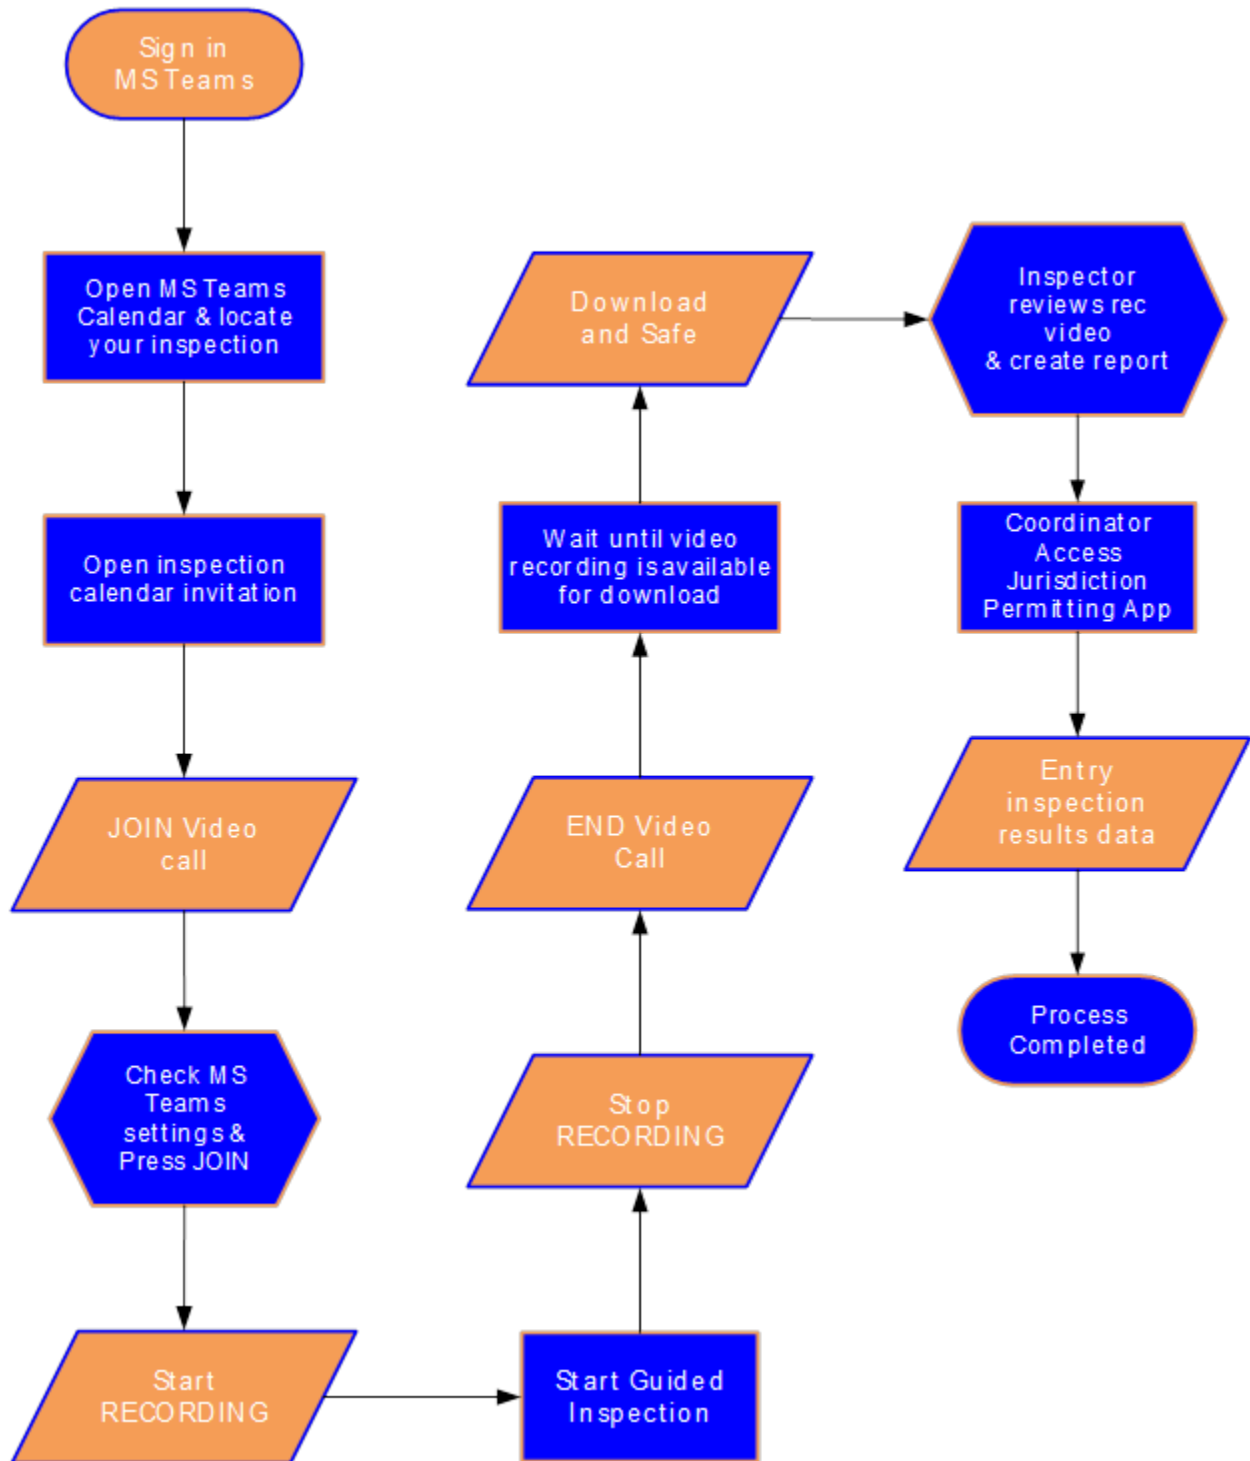 Sign in
MS Teams
Open MS Teams
Calendar & locate
your inspection
Open inspection
calendar invitation
JOIN Video
call
Check MS
Teams
settings &
Press JOIN
Start
RECORDING
Start Guided
Inspection
Stop
RECORDING
END Video
Call
Wait until video
recording is available
for download
Download
and Safe
Inspector
reviews rec
video
& create report
Coordinator
Access
Jurisdiction
Permitting App
Entry
inspection
results data
Process
Completed